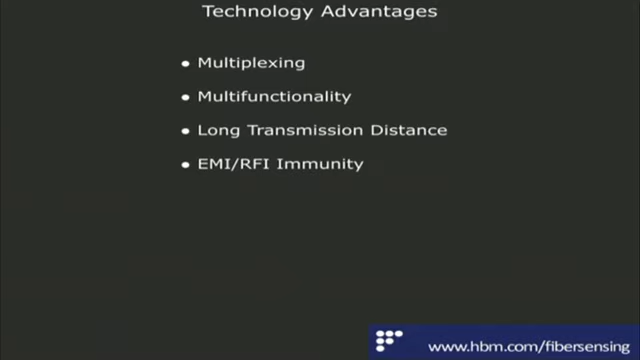 Technology Advantages
• Multiplexing
• Multifunctionality
• Long Transmission Distance
• EMI/RFI Immunity
www.hbm.com/fibersensing